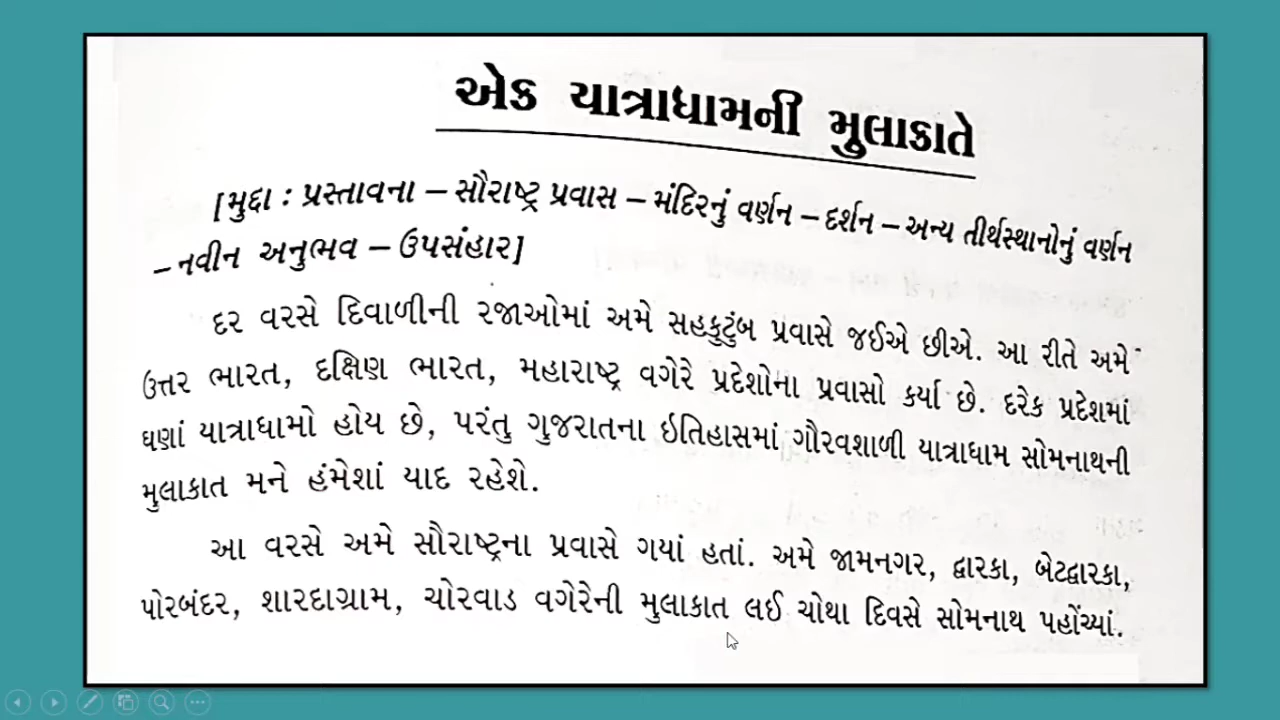 એક યાત્રાધામની મુલાકાતે
[મુદ્દા : પ્રસ્તાવના – સૌરાષ્ટ્ર પ્રવાસ – મંદિરનું વર્ણન – દર્શન – અન્ય તીર્થસ્થાનોનું વર્ણન
– નવીન અનુભવ – ઉપસંહાર]
દર વરસે દિવાળીની રજાઓમાં અમે સહકુટુંબ પ્રવાસે જઈએ છીએ. આ રીતે અમે
ઉત્તર ભારત, દક્ષિણ ભારત, મહારાષ્ટ્ર વગેરે પ્રદેશોના પ્રવાસો કર્યા છે. દરેક પ્રદેશમાં
ઘણાં યાત્રાધામો હોય છે, પરંતુ ગુજરાતના ઇતિહાસમાં ગૌરવશાળી યાત્રાધામ સોમનાથની
મુલાકાત મને હંમેશાં યાદ રહેશે.
આ વરસે અમે સૌરાષ્ટ્રના પ્રવાસે ગયાં હતાં. અમે જામનગર, દ્વારકા, બેટદ્વારકા,
પોરબંદર, શારદાગ્રામ, ચોરવાડ વગેરેની મુલાકાત લઈ ચોથા દિવસે સોમનાથ પહોંચ્યાં.